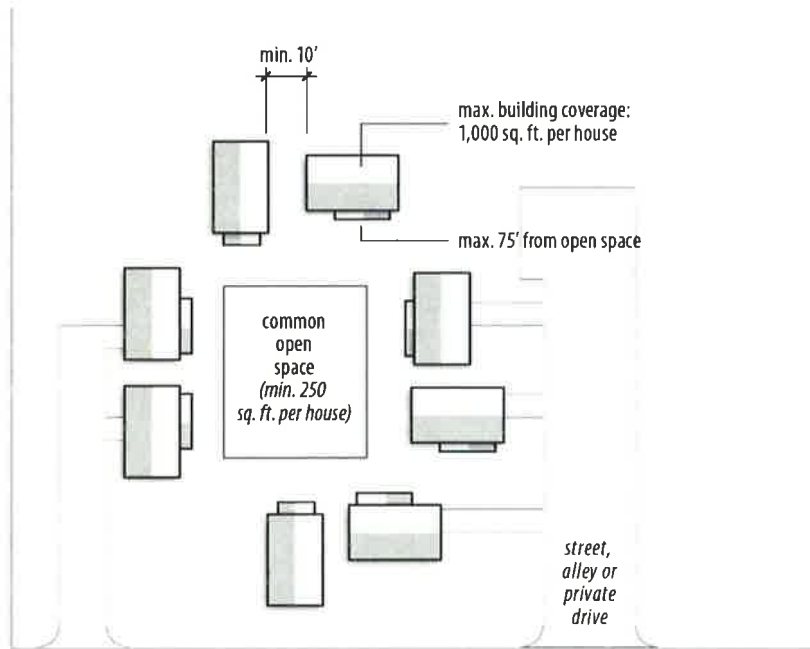 min. 10'
max. building coverage:
1,000 sq. ft. per house
max. 75' from open space
common
open
space
(min. 250
sq. ft. per house)
street,
alley or
private
drive